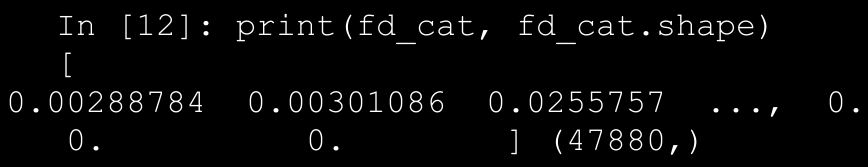 In [12]: print(fd_cat, fd_cat.shape)
[
0.00288784 0.00301086 0.0255757 ..., 0.
0. 0. ] (47880,)